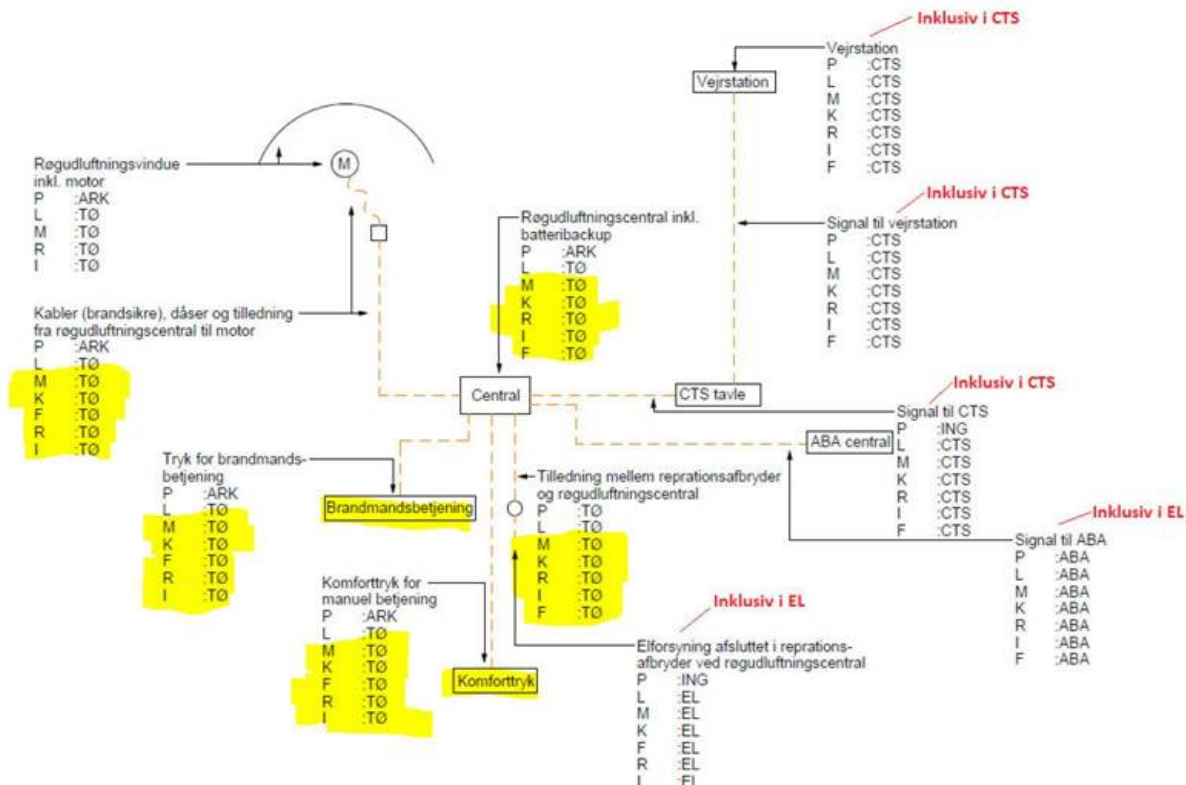 Inklusiv i CTS
Vejrstation
P :CTS
L :CTS
M :CTS
K :CTS
R :CTS
I :CTS
F :CTS
Vejrstation
Røgudluftningsvindue
inkl. motor
P :ARK
L :TØ
M :TØ
R :TØ
I :TØ
M
Inklusiv i CTS
Signal til vejrstation
P :CTS
L :CTS
M :CTS
K :CTS
R :CTS
I :CTS
F :CTS
Røgudluftningscentral inkl.
batteribackup
P :ARK
L :TØ
M :TØ
K :TØ
R :TØ
I :TØ
F :TØ
Kabler (brandsikre), dåser og tilledning
fra røgudluftningscentral til motor
P :ARK
L :TØ
M :TØ
K :TØ
F :TØ
R :TØ
I :TØ
Central
CTS tavle
Inklusiv i CTS
Signal til CTS
P :ING
L :CTS
M :CTS
K :CTS
R :CTS
I :CTS
F :CTS
ABA central
Tryk for brandmands-
betjening
P :ARK
L :TØ
M :TØ
K :TØ
F :TØ
R :TØ
I :TØ
Brandmandsbetjening
Tilledning mellem reprationsafbryder
og røgudluftningscentral
P :TØ
L :TØ
M :TØ
K :TØ
R :TØ
I :TØ
F :TØ
Inklusiv i EL
Signal til ABA
P :ABA
L :ABA
M :ABA
K :ABA
R :ABA
I :ABA
F :ABA
Komforttryk for
manuel betjening
P :ARK
L :TØ
M :TØ
K :TØ
F :TØ
R :TØ
I :TØ
Komforttryk
Inklusiv i EL
Elforsyning afsluttet i reprations-
afbryder ved røgudluftningscentral
P :ING
L :EL
M :EL
K :EL
F :EL
R :EL
I :EL